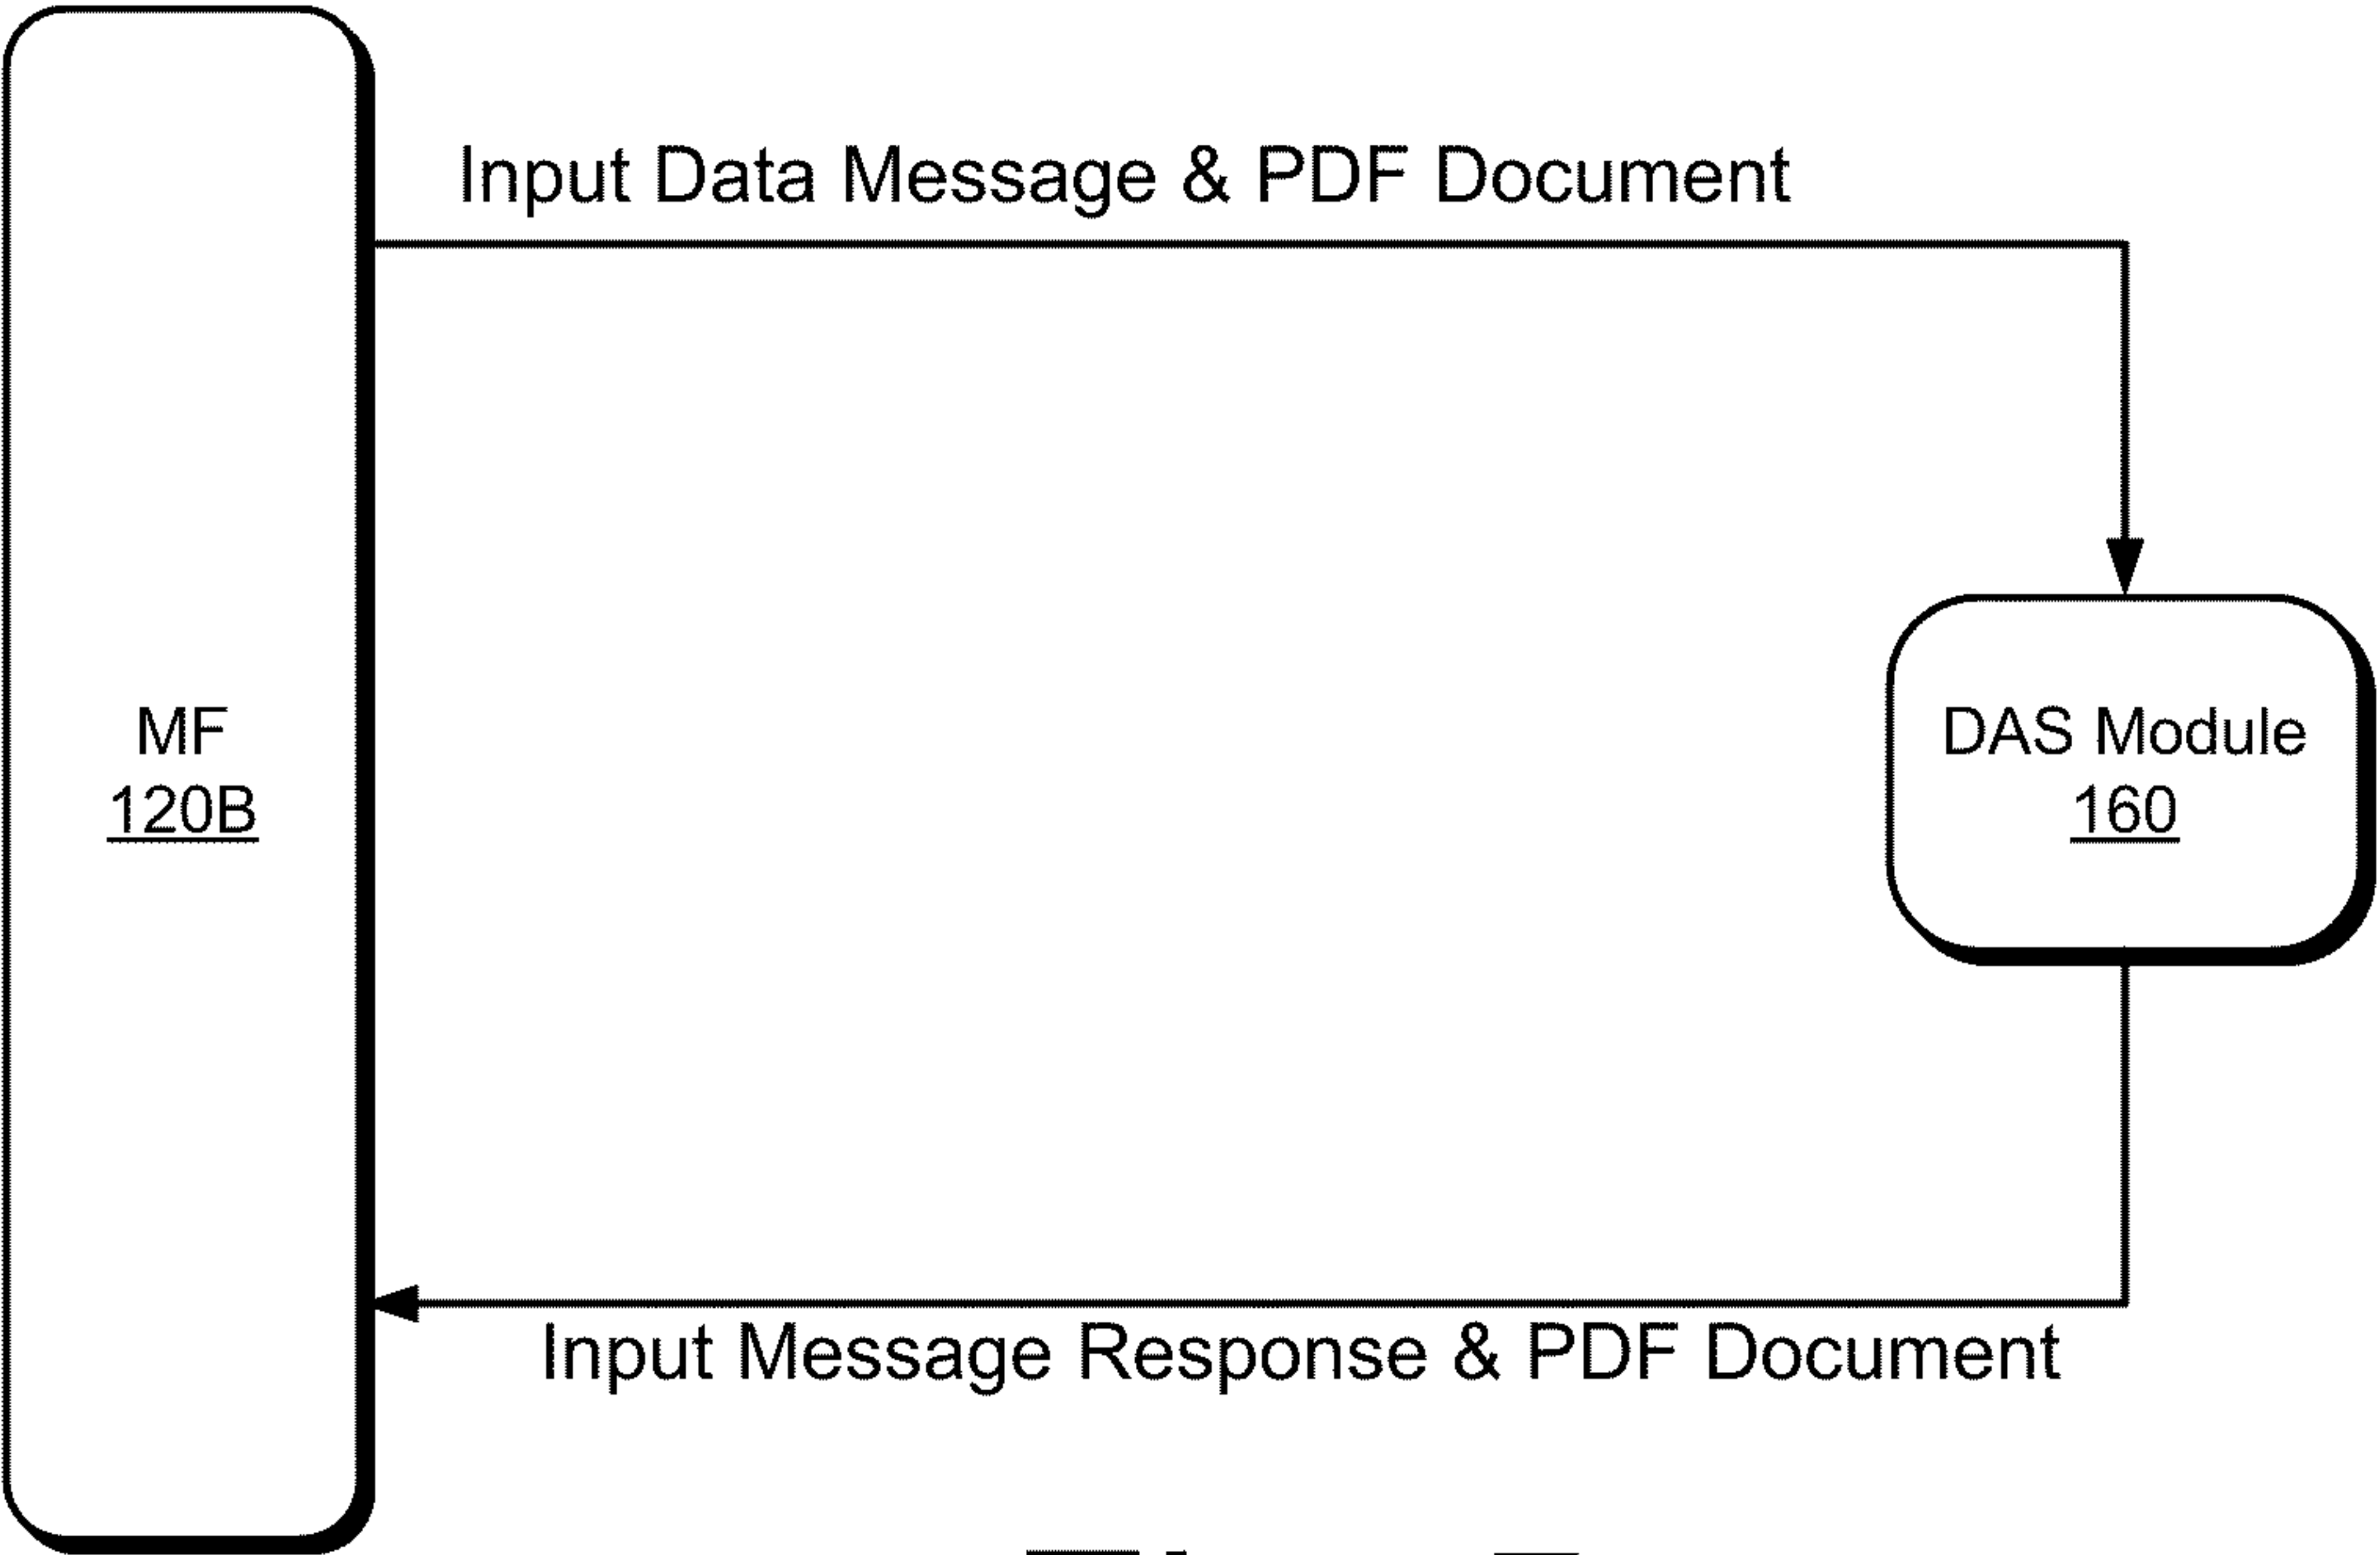 Input Data Message & PDF Document
MF
120B
DAS Module
160
Input Message Response & PDF Document